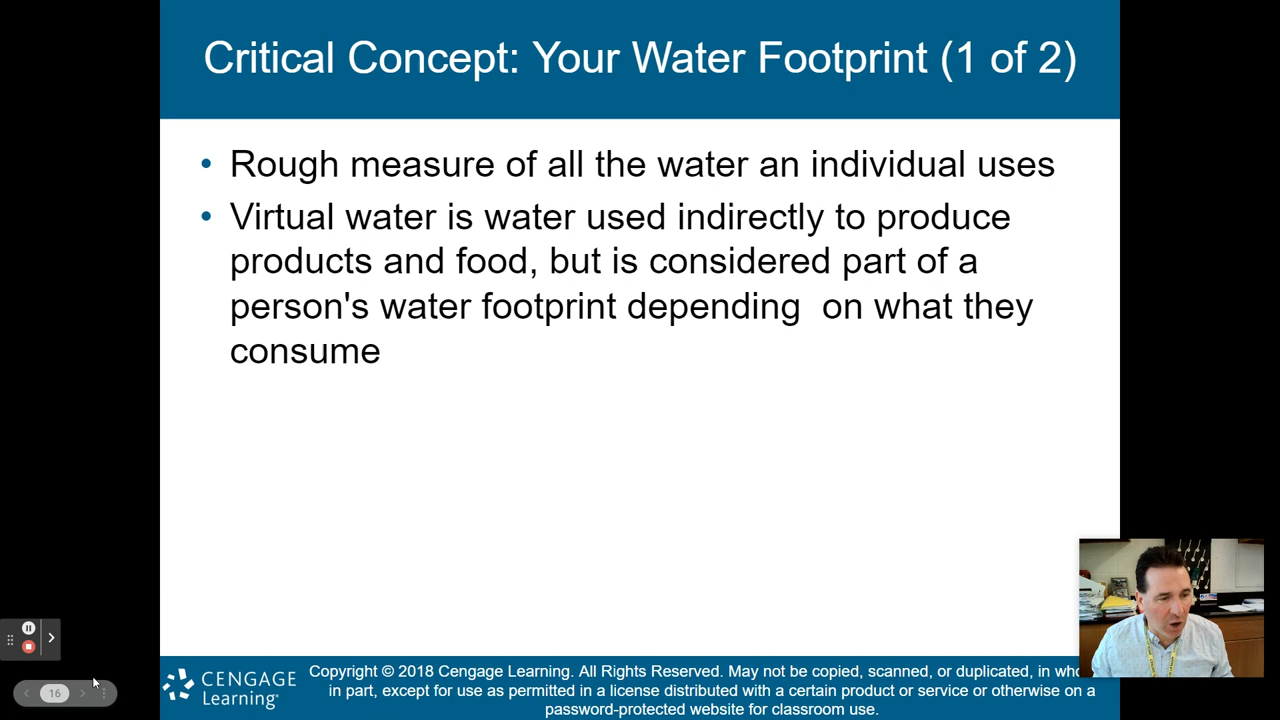 Critical Concept: Your Water Footprint (1 of 2)
• Rough measure of all the water an individual uses
• Virtual water is water used indirectly to produce
products and food, but is considered part of a
person's water footprint depending  on what they
consume
16
CENGAGE
Learning
Copyright © 2018 Cengage Learning. All Rights Reserved. May not be copied, scanned, or duplicated, in
in part, except for use as permitted in a license distributed with a certain product or service or otherwise on a
password-protected website for classroom use.